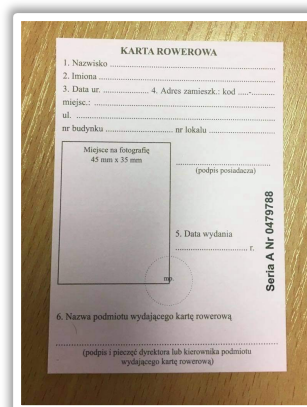 KARTA ROWEROWA
1. Nazwisko
2. Imiona
3. Data ur. 4. Adres zamieszk.: kod .....-.........
miejsc.:
ul.
nr budynku nr lokalu
Miejsce na fotografię
45 mm x 35 mm
(podpis posiadacza)
5. Data wydania
r.
mp.
Seria A Nr 0479788
6. Nazwa podmiotu wydającego kartę rowerową
(podpis i pieczęć dyrektora lub kierownika podmiotu
wydającego kartę rowerową)